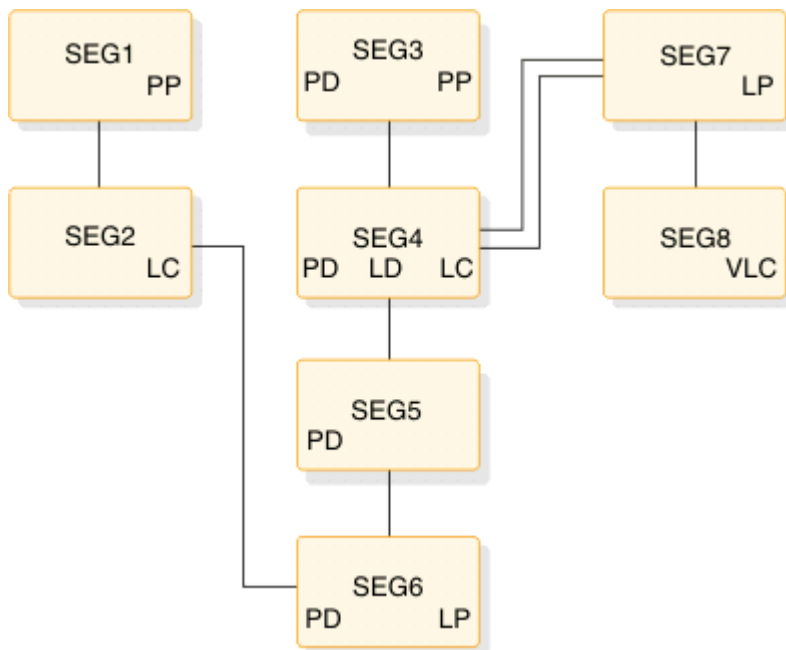 SEG1
PP
SEG3
PD PP
SEG7
LP
SEG2
LC
SEG4
PD LD LC
SEG8
VLC
SEG5
PD
SEG6
PD LP